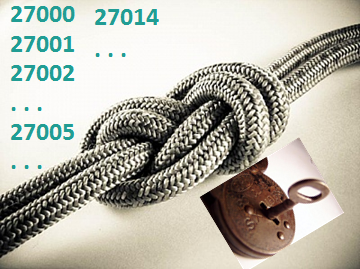 27000
27001
27002
. . .
27005
. . .
27014
. . .